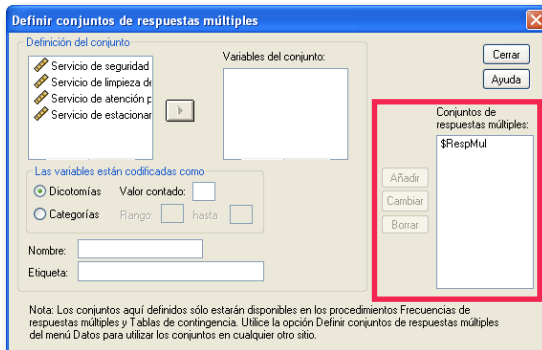 Definir conjuntos de respuestas múltiples
Definición del conjunto
Servicio de seguridad
Servicio de limpieza de
Servicio de atención p
Servicio de estacionar
Variables del conjunto:
Cerrar
Ayuda
Conjuntos de
respuestas múltiples:
$RespMul
Añadir
Cambiar
Borrar
Las variables están codificadas como
Dicotomías Valor contado:
Categorías Rango: hasta
Nombre:
Etiqueta:
Nota: Los conjuntos aquí definidos sólo estarán disponibles en los procedimientos Frecuencias de
respuestas múltiples y Tablas de contingencia. Utilice la opción Definir conjuntos de respuestas múltiples
del menú Datos para utilizar los conjuntos en cualquier otro sitio.